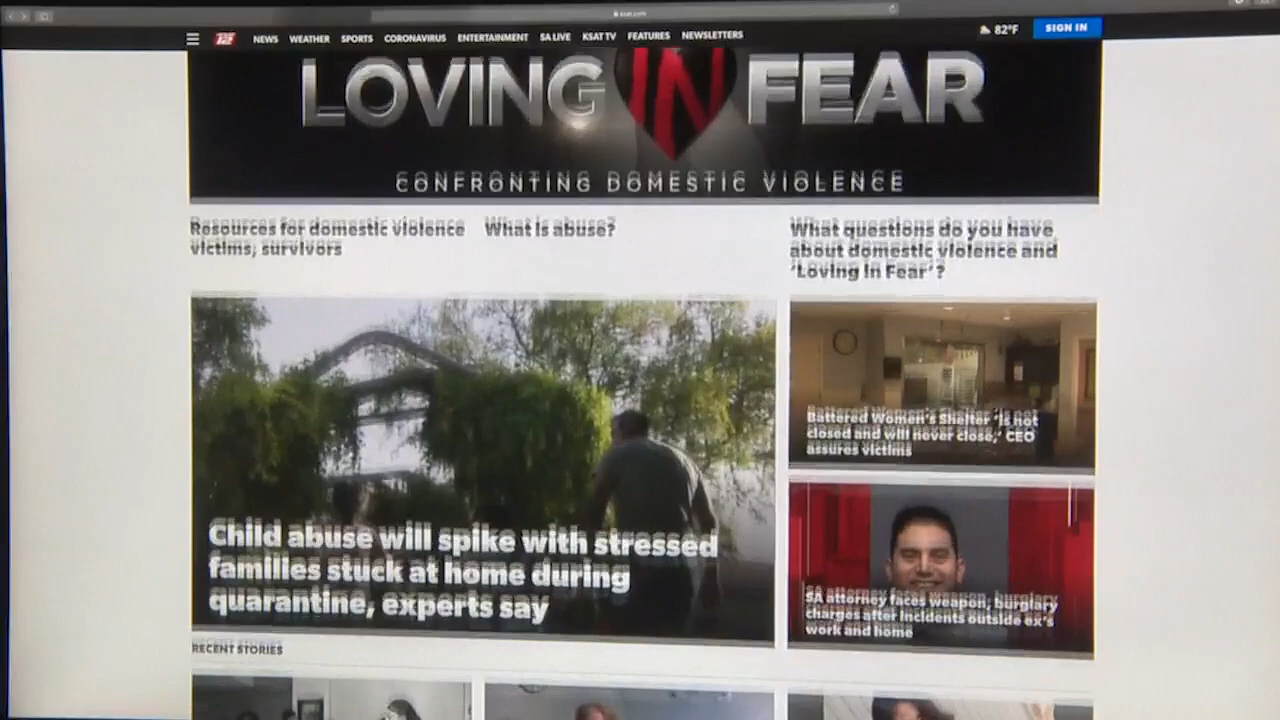 ksat.com
12
NEWS WEATHER SPORTS CORONAVIRUS ENTERTAINMENT SA LIVE KSAT TV FEATURES NEWSLETTERS
82°F
SIGN IN
LOVING IN FEAR
CONFRONTING DOMESTIC VIOLENCE
Resources for domestic violence
victims, survivors
What is abuse?
What questions do you have
about domestic violence and
‘Loving in Fear’?
Child abuse will spike with stressed
families stuck at home during
quarantine, experts say
Battered Women’s Shelter ‘is not
closed and will never close,’ CEO
assures victims
SA attorney faces weapon, burglary
charges after incidents outside ex’s
work and home
RECENT STORIES